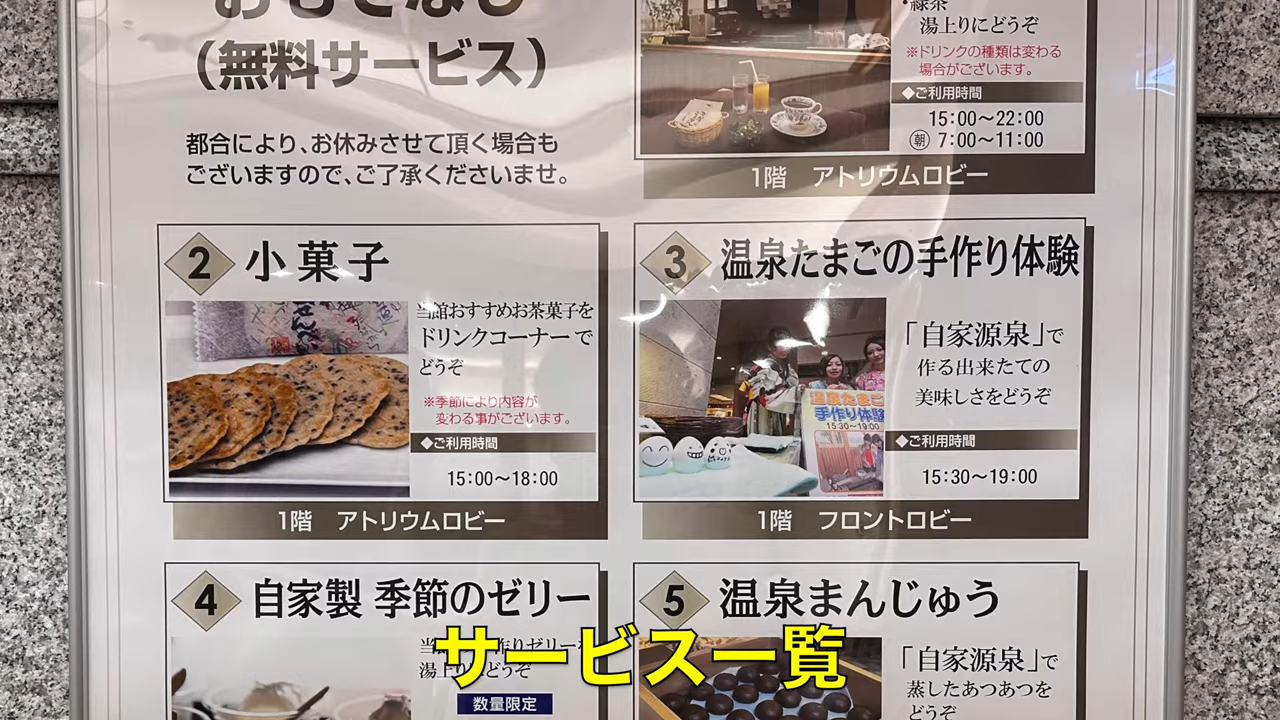 おもてなし
(無料サービス)
都合により、お休みさせて頂く場合も
ございますので、ご了承くださいませ。
・緑茶
湯上りにどうぞ
※ドリンクの種類は変わる
場合がございます。
◆ご利用時間
15:00〜22:00
朝 7:00〜11:00
1階 アトリウムロビー
2 小菓子
当館おすすめお茶菓子を
ドリンクコーナーで
どうぞ
※季節により内容が
変わる事がございます。
◆ご利用時間
15:00〜18:00
1階 アトリウムロビー
3 温泉たまごの手作り体験
「自家源泉」で
作る出来たての
美味しさをどうぞ
温泉たまご
手作り体験
15:30~19:00
◆ご利用時間
15:30〜19:00
1階 フロントロビー
4 自家製 季節のゼリー
湯上りにどうぞ
数量限定
5 温泉まんじゅう
「自家源泉」で
蒸したあつあつを
どうぞ
サービス一覧